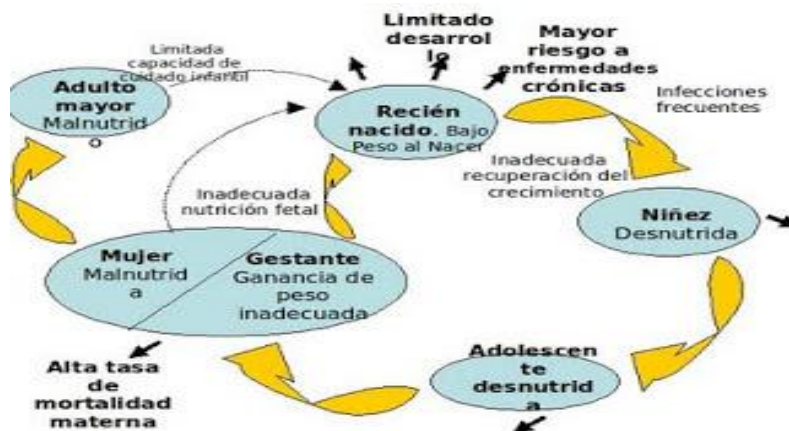 Limitado
desarrol
lo
Mayor
riesgo a
enfermedades
crónicas
Limitada
capacidad de
cuidado infantil
Adulto
mayor
Malnutrid
o
Recién
nacido. Bajo
Peso al Nacer
Infecciones
frecuentes
Inadecuada
recuperación del
crecimiento
Inadecuada
nutrición fetal
Niñez
Desnutrida
Mujer
Malnutrid
a
Gestante
Ganancia de
peso
inadecuada
Adolescen
te
desnutrid
a
Alta tasa
de
mortalidad
materna